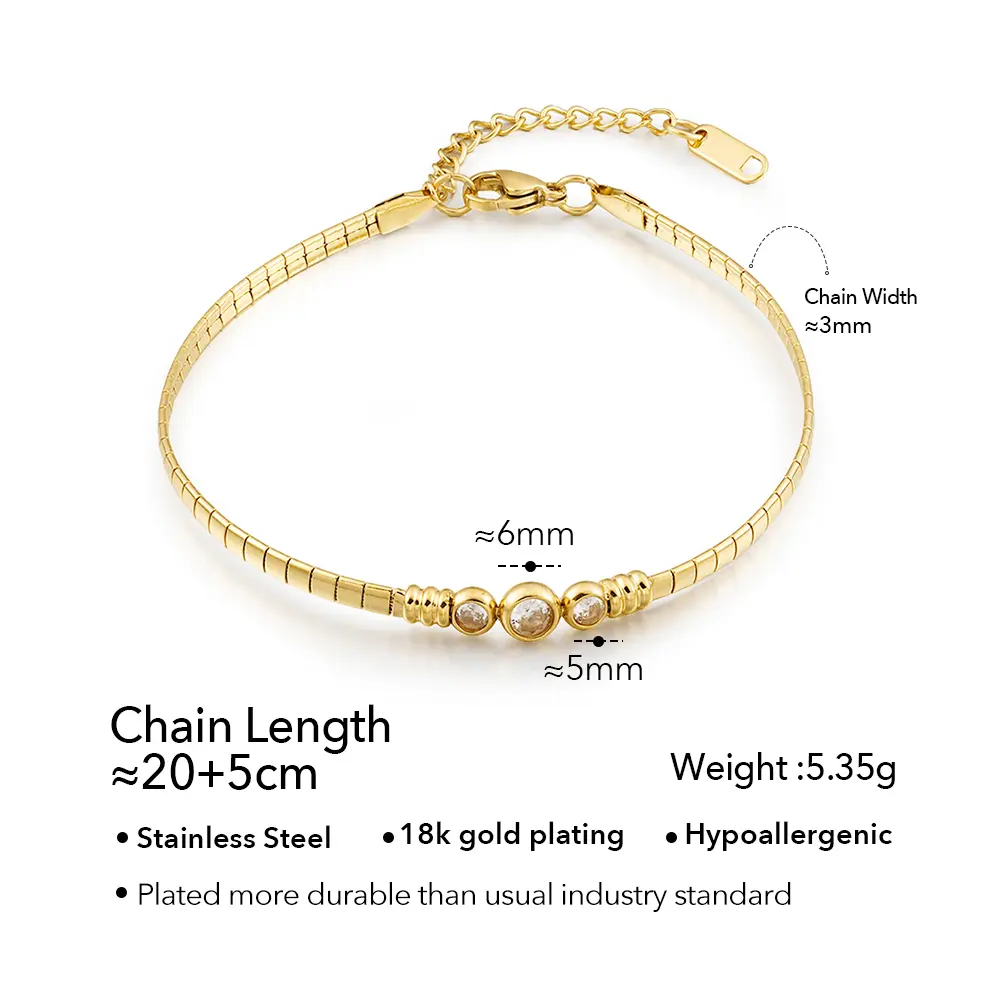 Chain Width
≈3mm
≈6mm
≈5mm
Chain Length
≈20+5cm
Weight :5.35g
• Stainless Steel
• 18k gold plating
• Hypoallergenic
• Plated more durable than usual industry standard